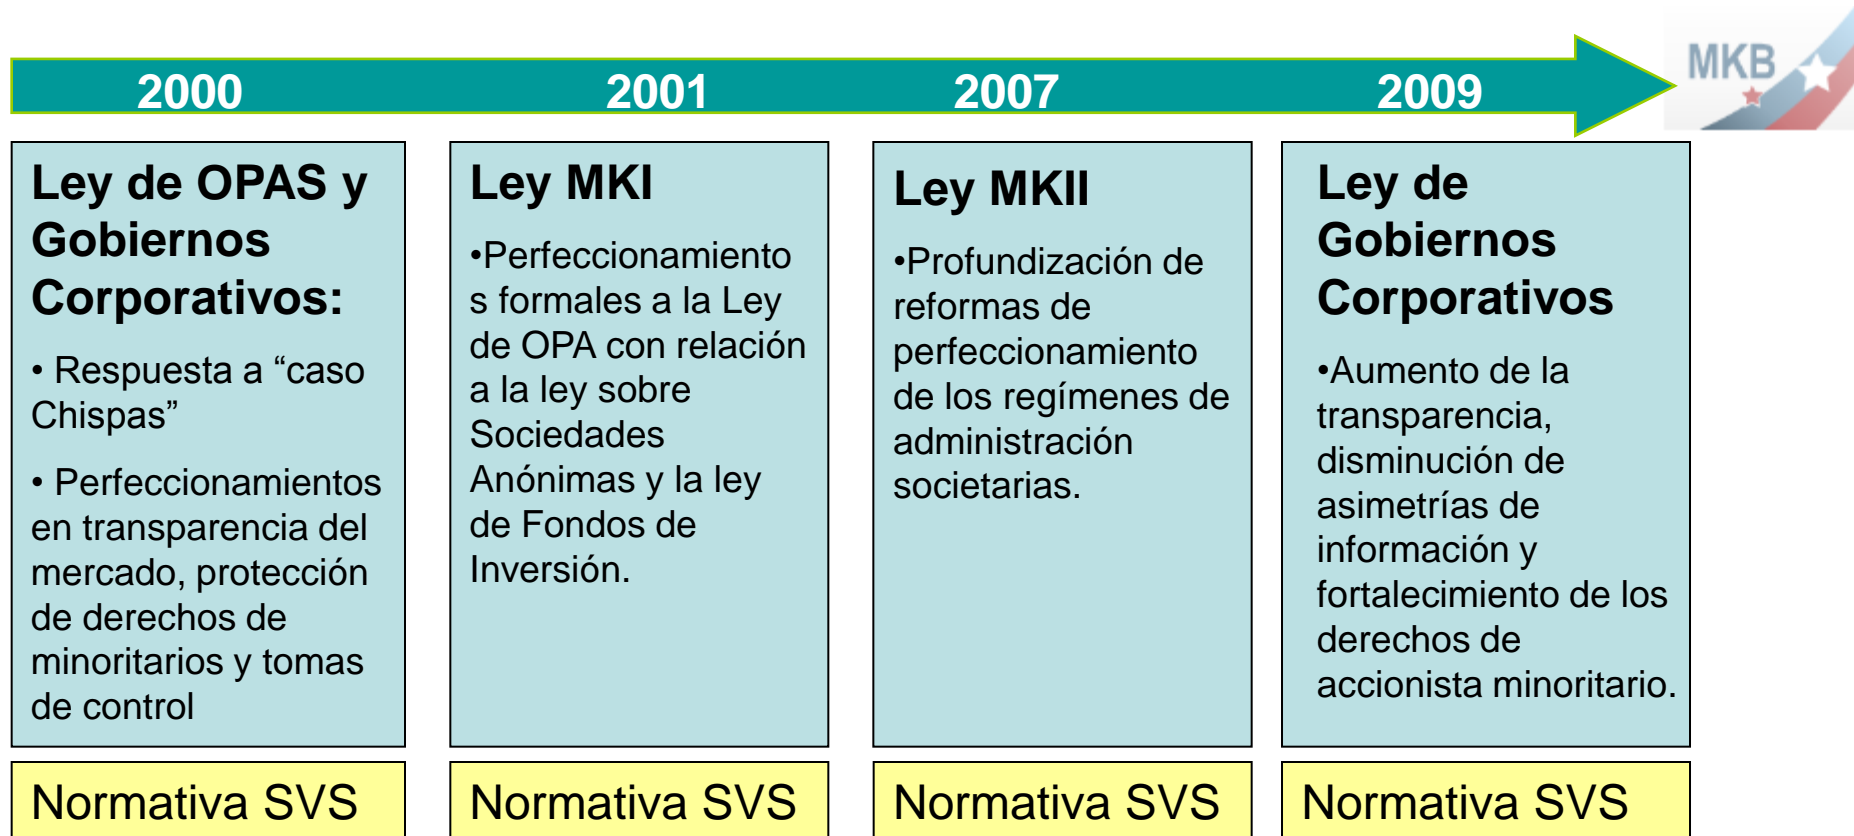 2000
2001
2007
2009
MKB
Ley de OPAS y
Gobiernos
Corporativos:
• Respuesta a “caso
Chispas”
• Perfeccionamientos
en transparencia del
mercado, protección
de derechos de
minoritarios y tomas
de control
Normativa SVS
Ley MKI
•Perfeccionamiento
s formales a la Ley
de OPA con relación
a la ley sobre
Sociedades
Anónimas y la ley
de Fondos de
Inversión.
Normativa SVS
Ley MKII
•Profundización de
reformas de
perfeccionamiento
de los regímenes de
administración
societarias.
Normativa SVS
Ley de
Gobiernos
Corporativos
•Aumento de la
transparencia,
disminución de
asimetrías de
información y
fortalecimiento de los
derechos de
accionista minoritario.
Normativa SVS